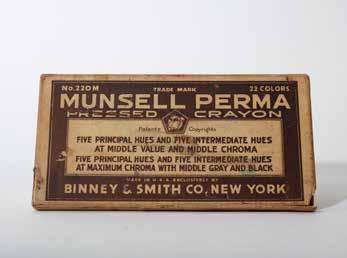 No. 220M TRADE MARK 22 COLORS
MUNSELL PERMA
PRESSED CRAYON
Patents Copyrights
FIVE PRINCIPAL HUES AND FIVE INTERMEDIATE HUES
AT MIDDLE VALUE AND MIDDLE CHROMA
FIVE PRINCIPAL HUES AND FIVE INTERMEDIATE HUES
AT MAXIMUM CHROMA WITH MIDDLE GRAY AND BLACK
MADE IN U.S.A. EXCLUSIVELY BY
BINNEY & SMITH CO., NEW YORK